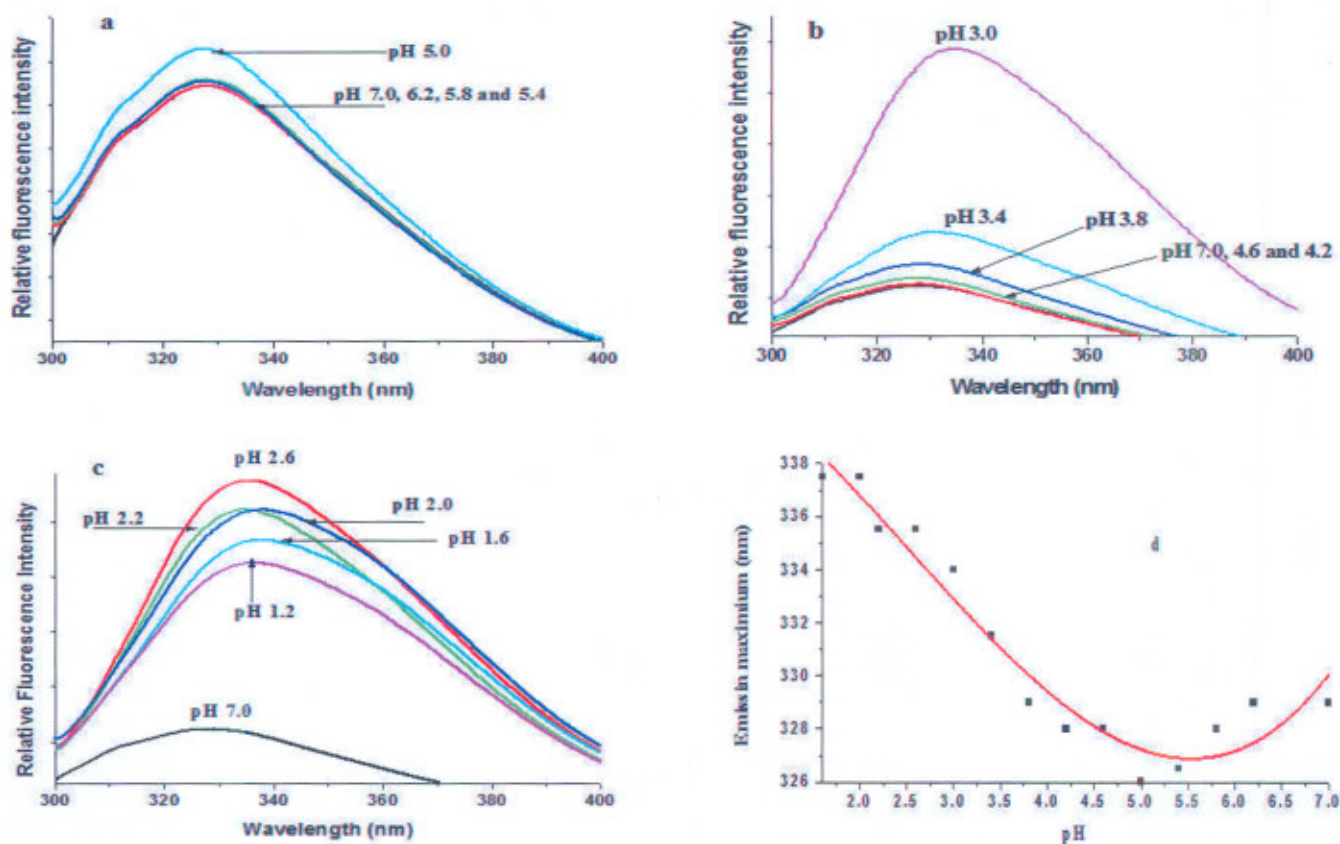 a
pH 5.0
pH 7.0, 6.2, 5.8 and 5.4
Relative fluorescence intensity
300 320 340 360 380 400
Wavelength (nm)
b
pH 3.0
pH 3.4
pH 3.8
pH 7.0, 4.6 and 4.2
Relative fluorescence intensity
300 320 340 360 380 400
Wavelength (nm)
c
pH 2.6
pH 2.2
pH 2.0
pH 1.6
pH 1.2
pH 7.0
Relative Fluorescence Intensity
300 320 340 360 380 400
Wavelength (nm)
d
338
336
334
332
330
328
326
Emissin maximium (nm)
2.0 2.5 3.0 3.5 4.0 4.5 5.0 5.5 6.0 6.5 7.0
pH